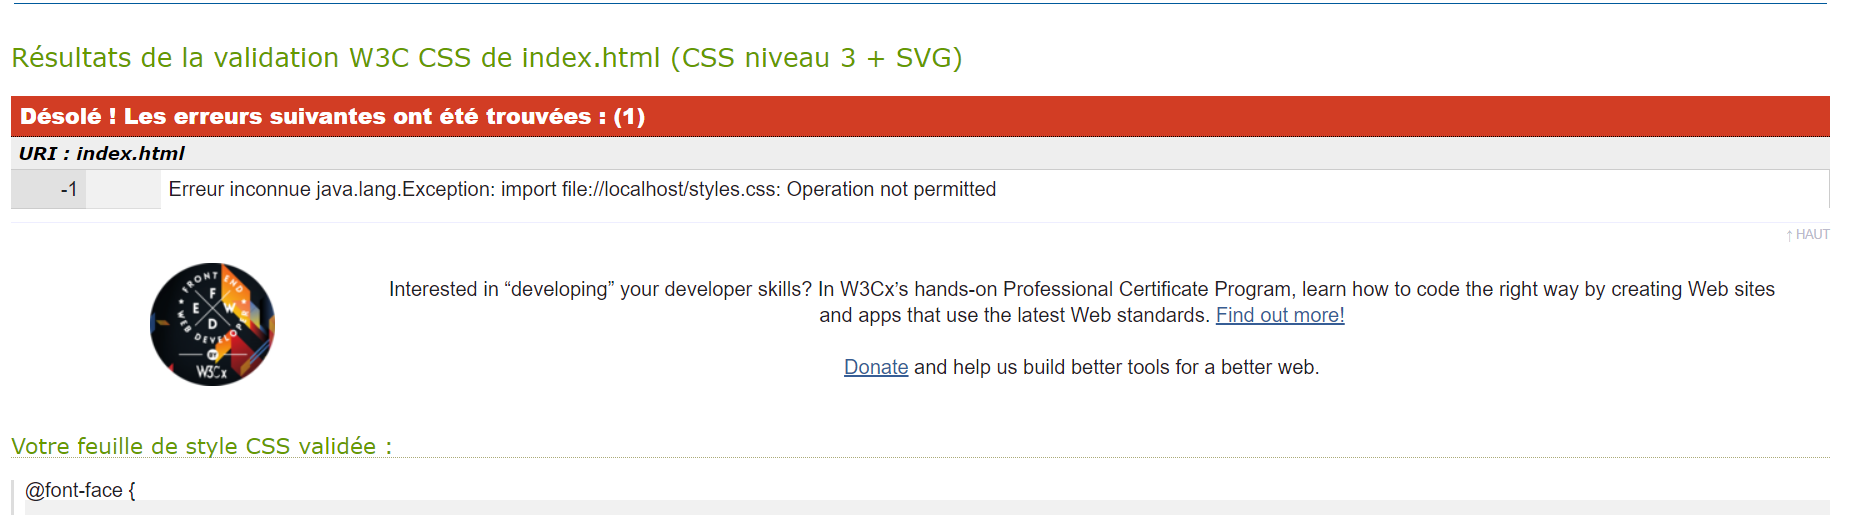 Résultats de la validation W3C CSS de index.html (CSS niveau 3 + SVG)
Désolé ! Les erreurs suivantes ont été trouvées : (1)
URI : index.html
-1 Erreur inconnue java.lang.Exception: import file://localhost/styles.css: Operation not permitted
↑ HAUT
FRONT END
WEB DEVELOPER
F
E W
D
BY
W3Cx
Interested in “developing” your developer skills? In W3Cx’s hands-on Professional Certificate Program, learn how to code the right way by creating Web sites
and apps that use the latest Web standards. Find out more!
Donate and help us build better tools for a better web.
Votre feuille de style CSS validée :
@font-face {